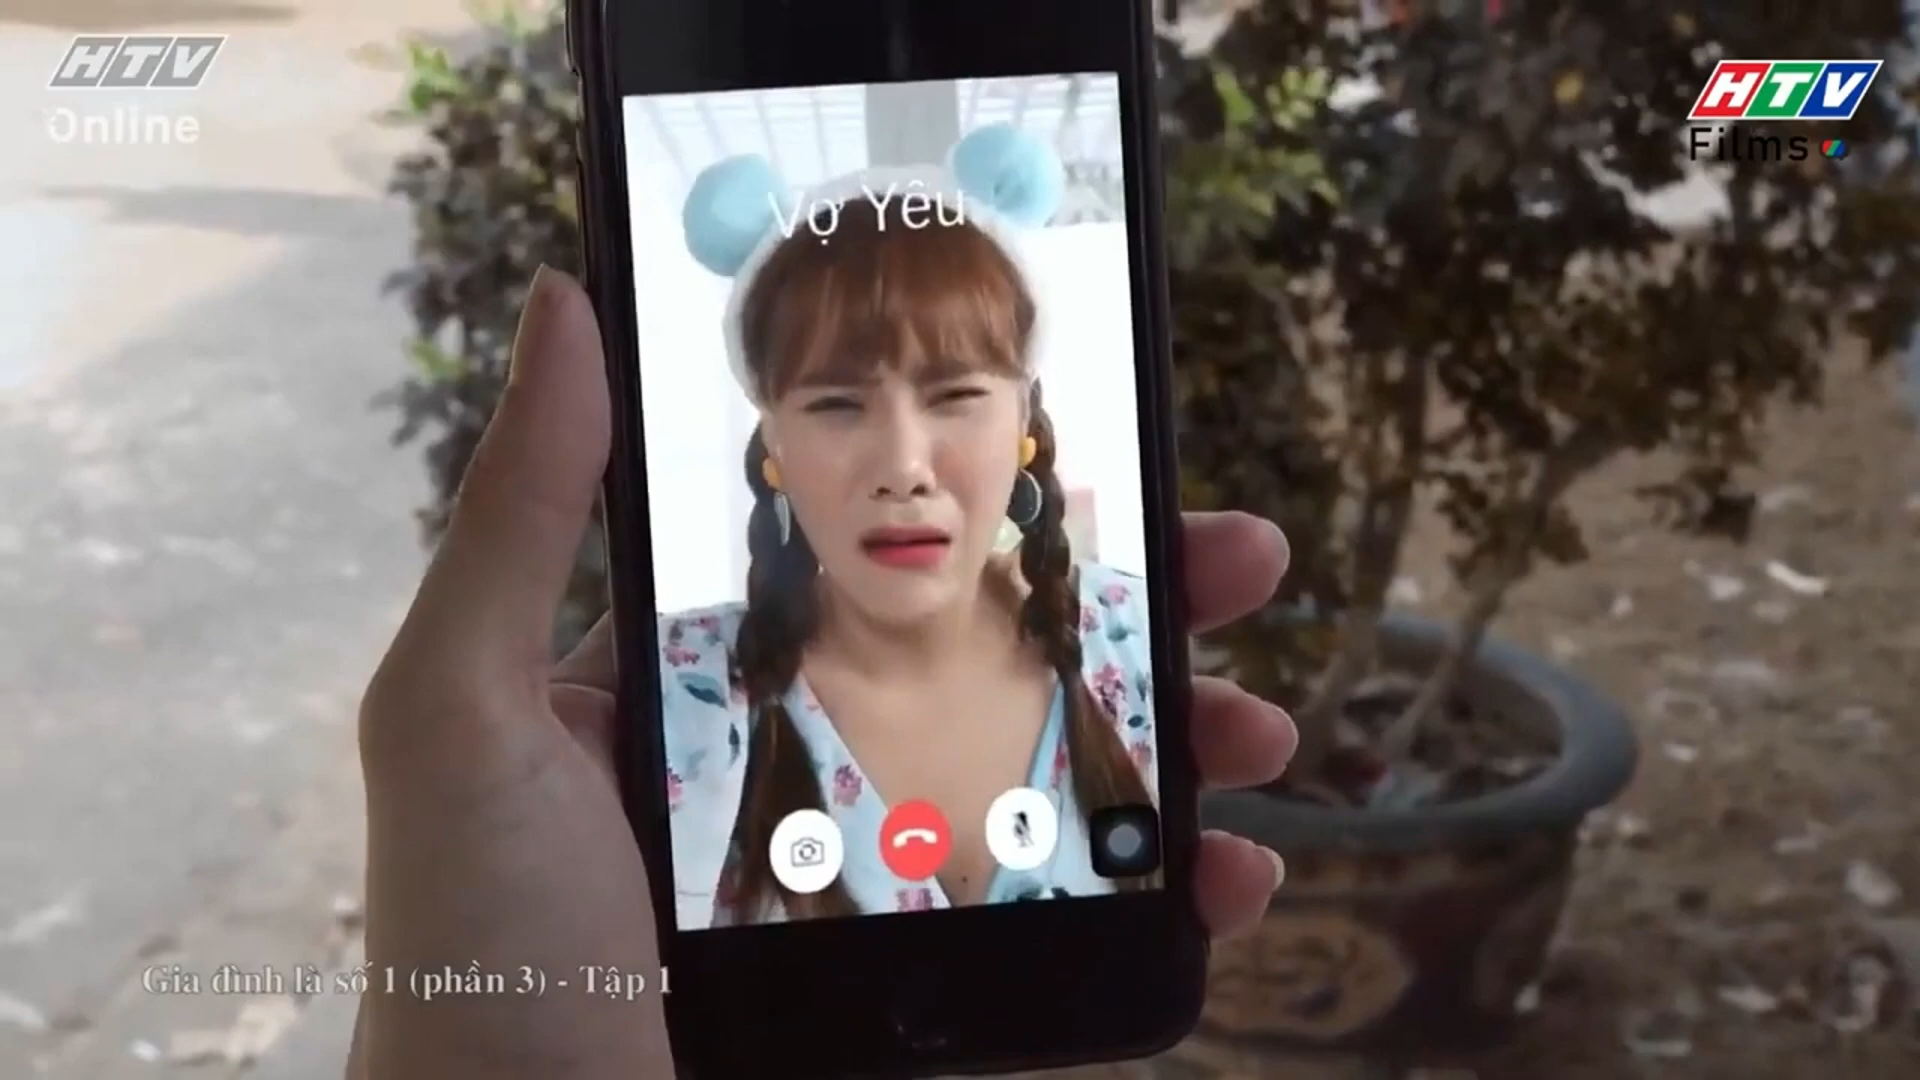 HTV
Online
HTV
Films
Vợ Yêu
Gia đình là số 1 (phần 3) - Tập 1